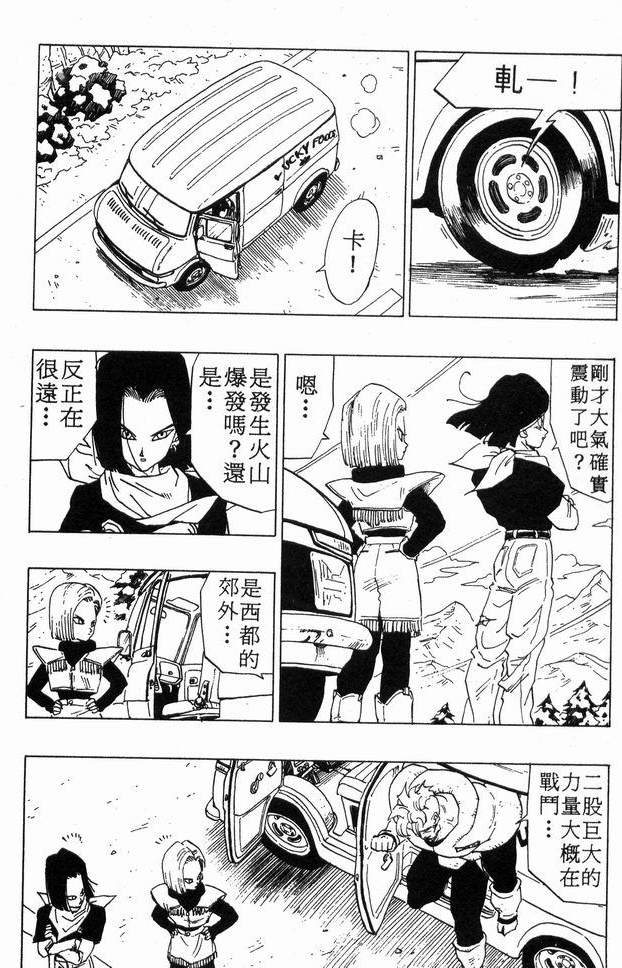 軋—！
LUCKY FOODS
卡！
剛才大氣確實
震動了吧？
嗯…
是發生火山
爆發嗎？還
是…
反正在
很遠…
是西都的
郊外…
二股巨大的
力量大概在
戰鬥…